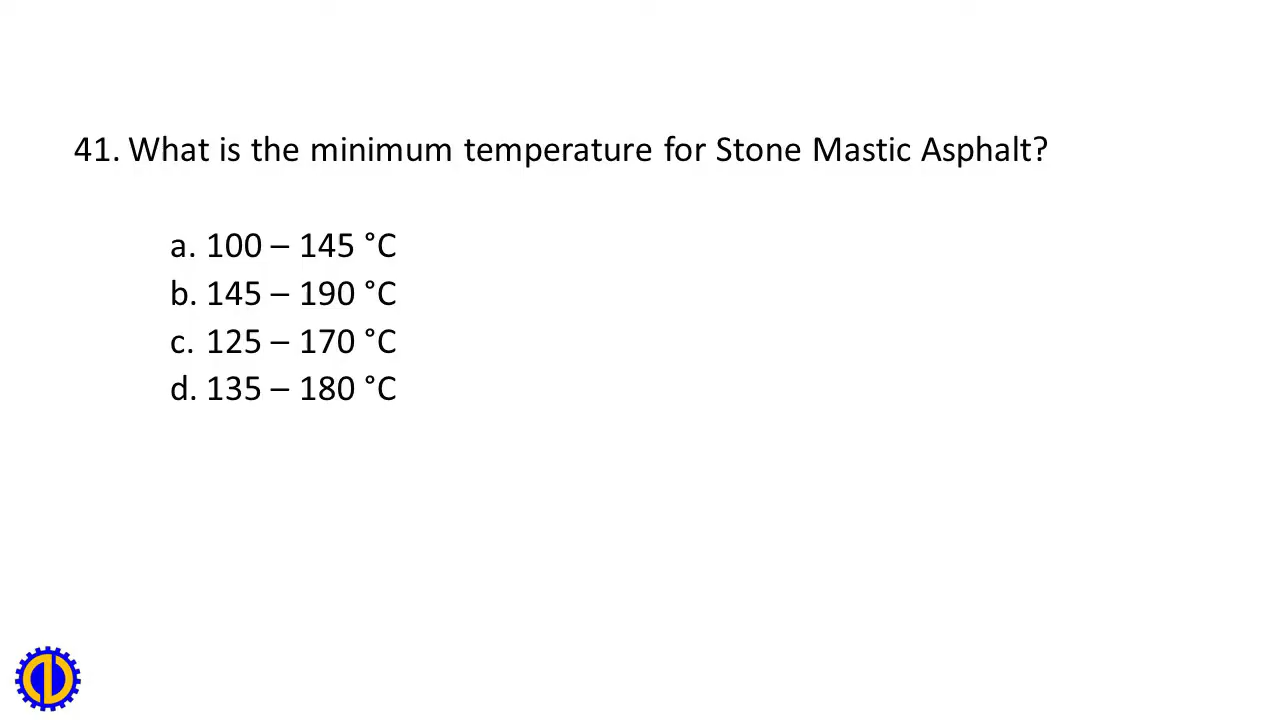 41. What is the minimum temperature for Stone Mastic Asphalt?
a. 100 – 145 °C
b. 145 – 190 °C
c. 125 – 170 °C
d. 135 – 180 °C